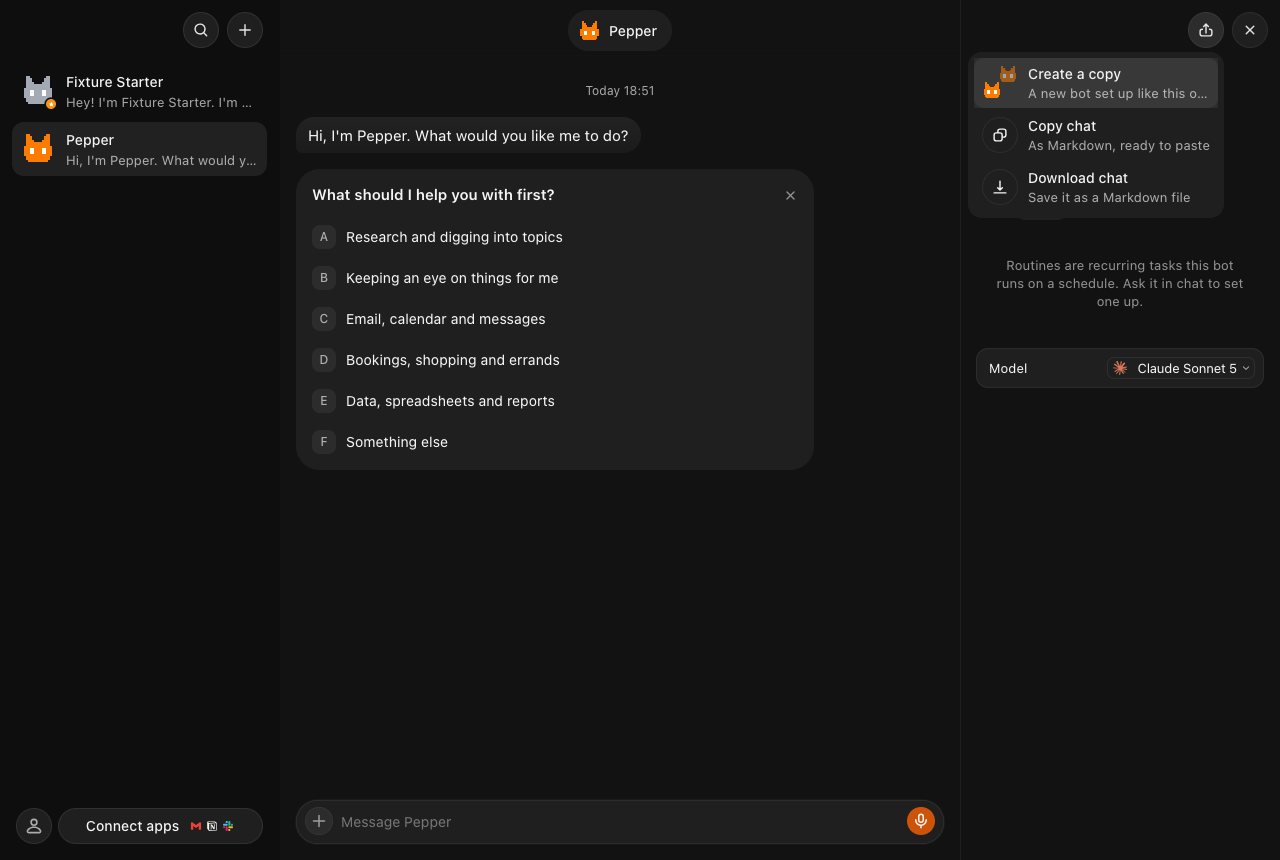 Fixture Starter
Hey! I'm Fixture Starter. I'm ...
Pepper
Hi, I'm Pepper. What would y...
Connect apps
Pepper
Today 18:51
Hi, I'm Pepper. What would you like me to do?
What should I help you with first?
A Research and digging into topics
B Keeping an eye on things for me
C Email, calendar and messages
D Bookings, shopping and errands
E Data, spreadsheets and reports
F Something else
Message Pepper
Create a copy
A new bot set up like this o...
Copy chat
As Markdown, ready to paste
Download chat
Save it as a Markdown file
Routines are recurring tasks this bot
runs on a schedule. Ask it in chat to set
one up.
Model Claude Sonnet 5